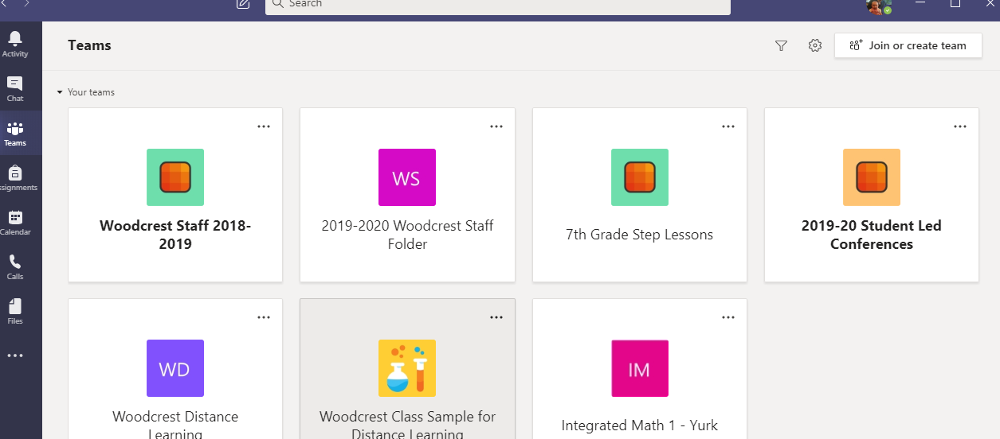 Search
Activity
Chat
Teams
ssignments
Calendar
Calls
Files
Teams
Join or create team
Your teams
Woodcrest Staff 2018-
2019
WS
2019-2020 Woodcrest Staff
Folder
7th Grade Step Lessons
2019-20 Student Led
Conferences
WD
Woodcrest Distance
Learning
Woodcrest Class Sample for
Distance Learning
IM
Integrated Math 1 - Yurk